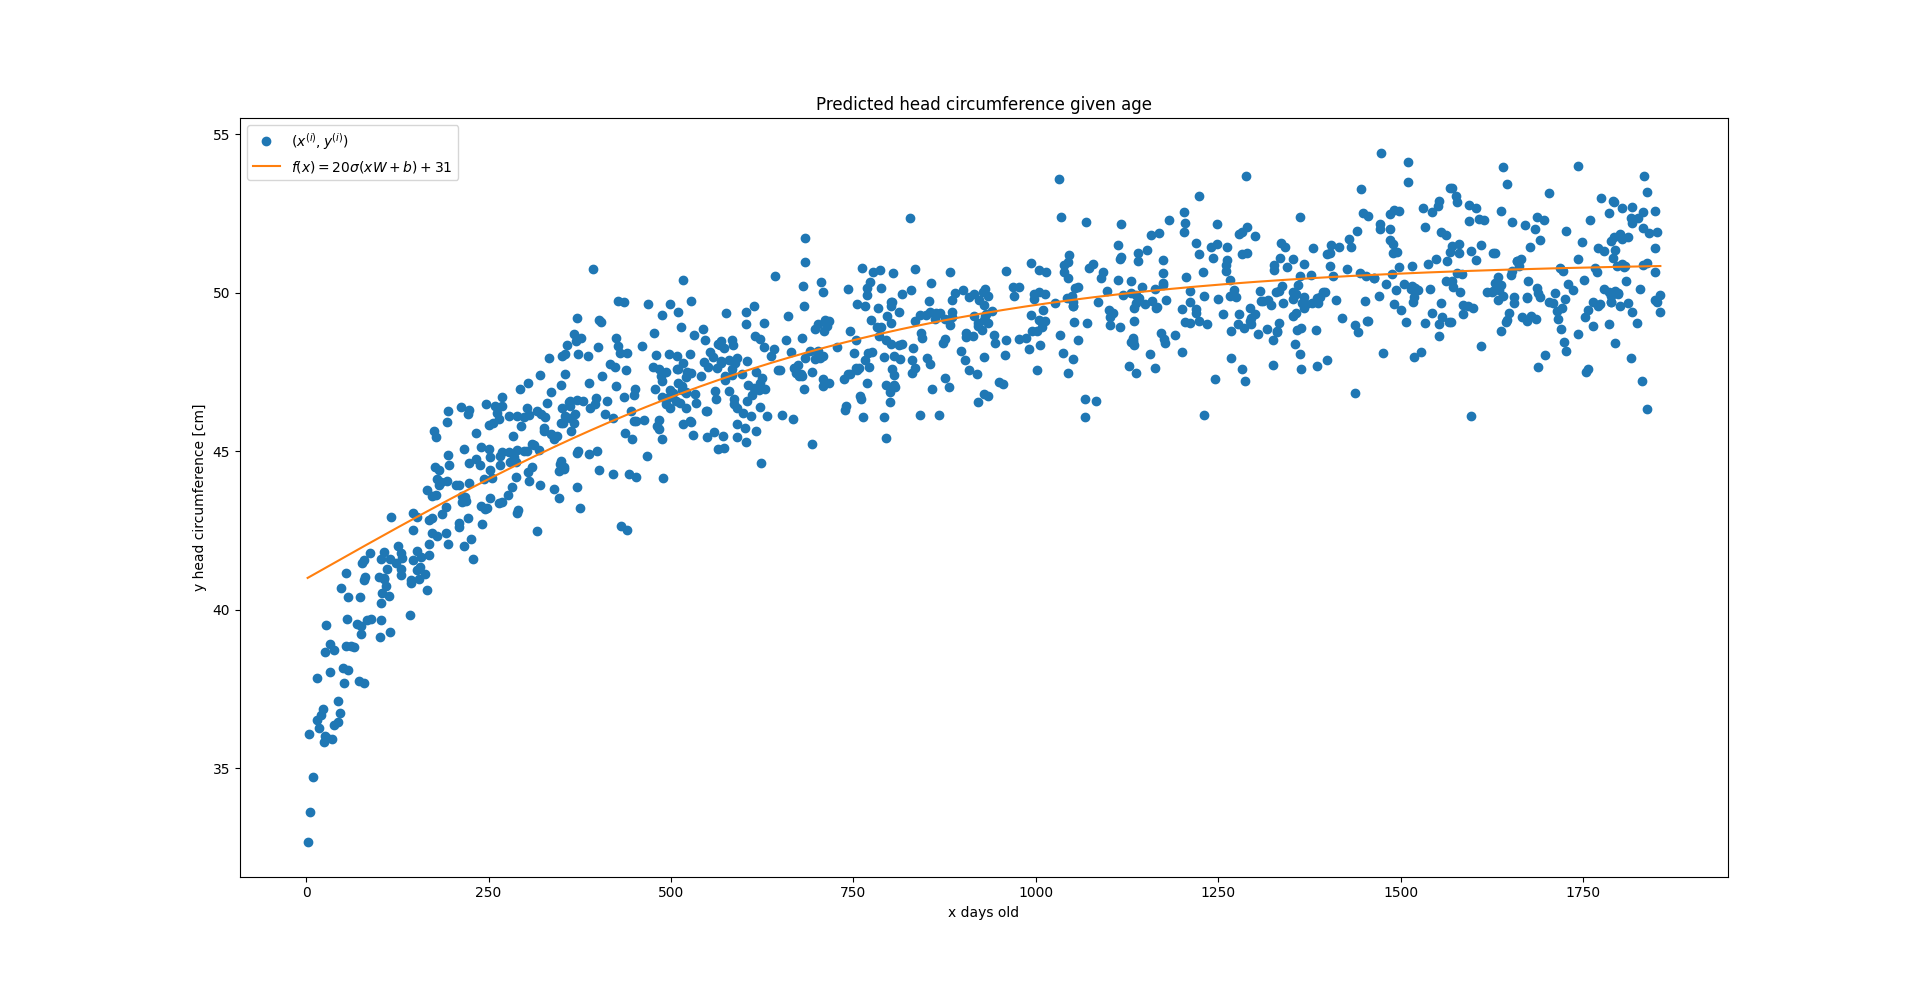 Predicted head circumference given age
(x⁽ⁱ⁾, y⁽ⁱ⁾)
f(x) = 20σ(xW + b) + 31
55
50
45
40
35
y head circumference [cm]
0 250 500 750 1000 1250 1500 1750
x days old